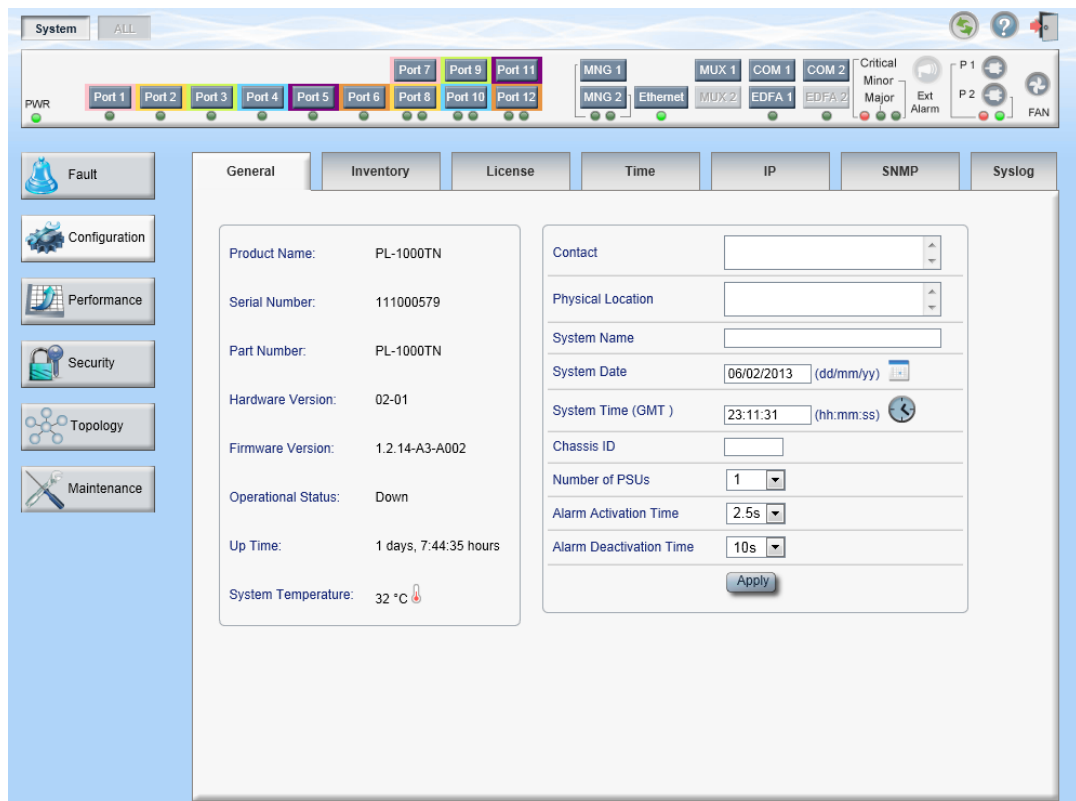 System ALL
Port 7 Port 9 Port 11 MNG 1 MUX 1 COM 1 COM 2 Critical P 1
Minor
PWR Port 1 Port 2 Port 3 Port 4 Port 5 Port 6 Port 8 Port 10 Port 12 MNG 2 Ethernet MUX 2 EDFA 1 EDFA 2 Major Ext P 2
Alarm FAN
Fault
Configuration
Performance
Security
Topology
Maintenance
General Inventory License Time IP SNMP Syslog
Product Name: PL-1000TN
Serial Number: 111000579
Part Number: PL-1000TN
Hardware Version: 02-01
Firmware Version: 1.2.14-A3-A002
Operational Status: Down
Up Time: 1 days, 7:44:35 hours
System Temperature: 32 °C
Contact
Physical Location
System Name
System Date 06/02/2013 (dd/mm/yy)
System Time (GMT ) 23:11:31 (hh:mm:ss)
Chassis ID
Number of PSUs 1
Alarm Activation Time 2.5s
Alarm Deactivation Time 10s
Apply